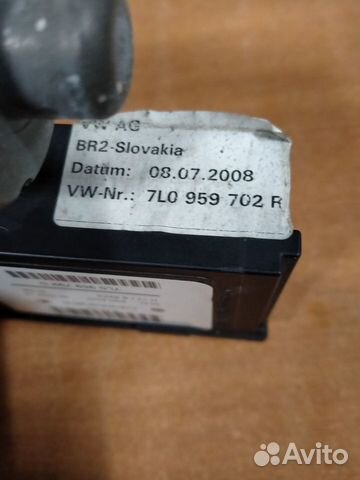 VW AG
BR2-Slovakia
Datum: 08.07.2008
VW-Nr.: 7L0 959 702 R
Avito